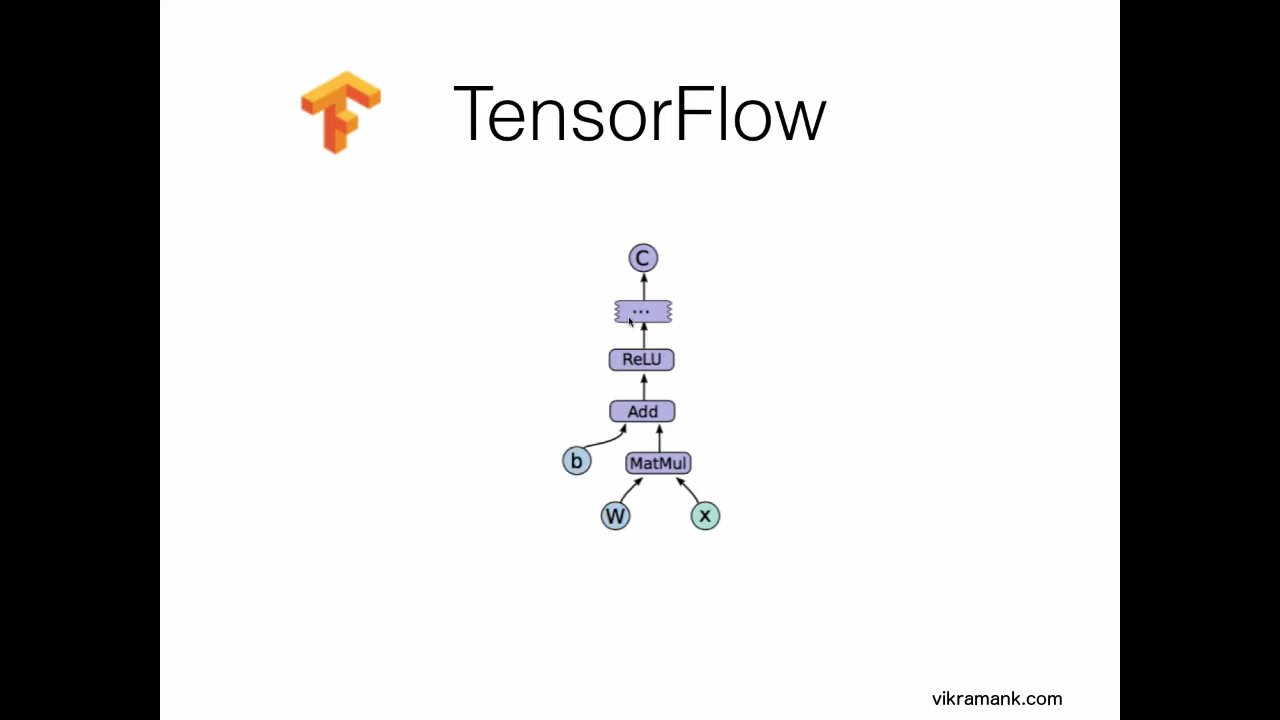 TensorFlow
C
...
ReLU
Add
b
MatMul
W
x
vikramank.com